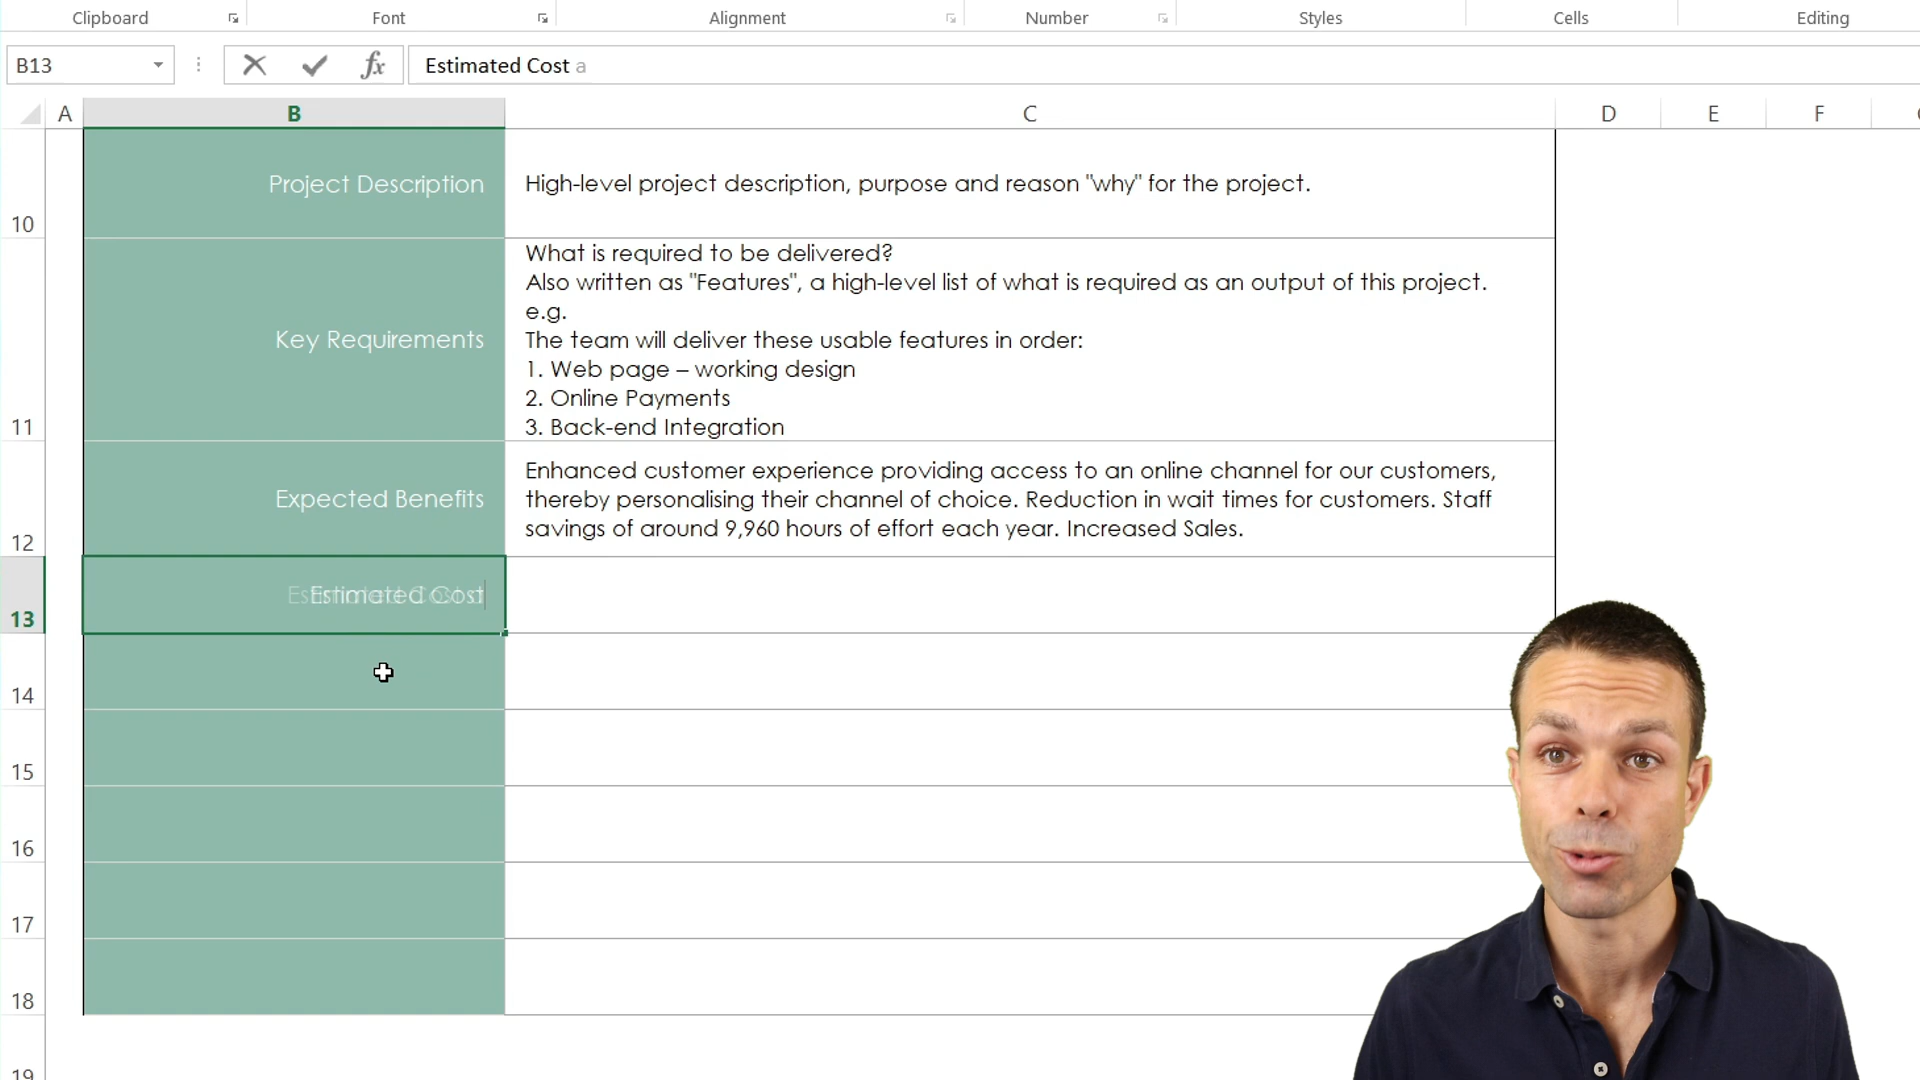 Clipboard Font Alignment Number Styles Cells Editing
B13 fx Estimated Cost a
A B C D E F
10 Project Description High-level project description, purpose and reason "why" for the project.
11 Key Requirements What is required to be delivered?
Also written as "Features", a high-level list of what is required as an output of this project.
e.g.
The team will deliver these usable features in order:
1. Web page – working design
2. Online Payments
3. Back-end Integration
12 Expected Benefits Enhanced customer experience providing access to an online channel for our customers,
thereby personalising their channel of choice. Reduction in wait times for customers. Staff
savings of around 9,960 hours of effort each year. Increased Sales.
13 Estimated Cost
14
15
16
17
18
19